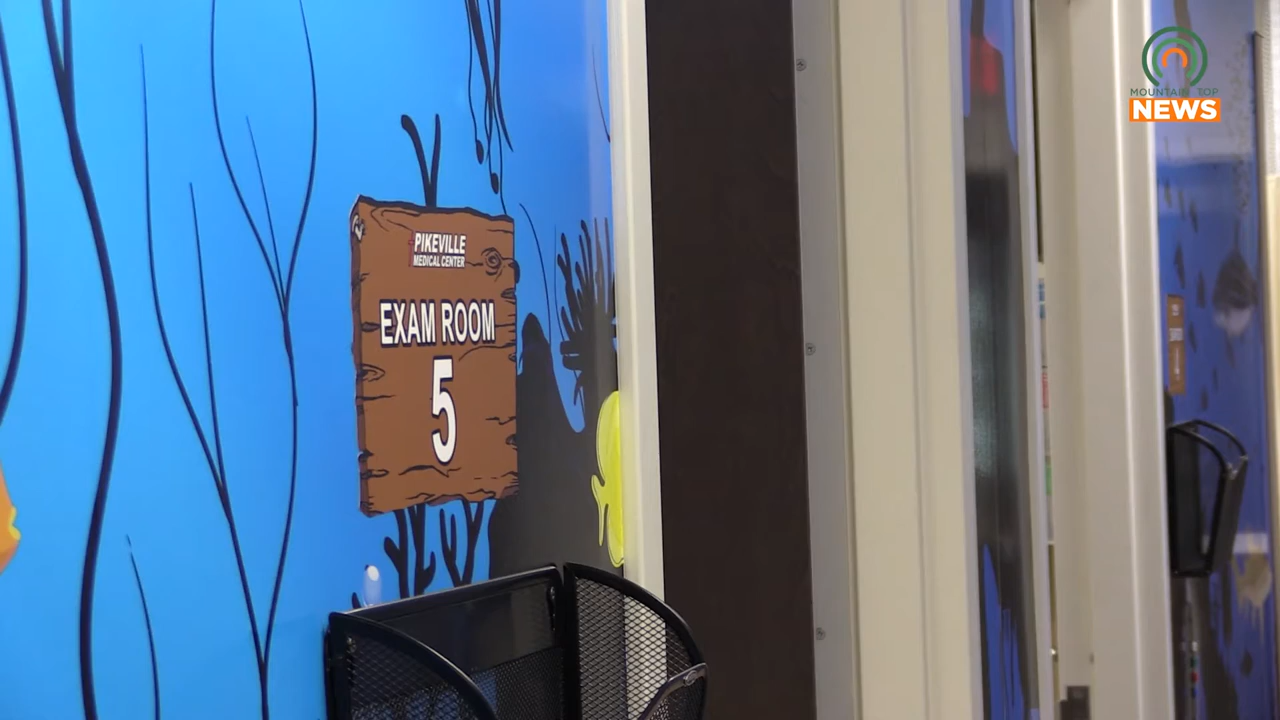 PIKEVILLE
MEDICAL CENTER
EXAM ROOM
5
MOUNTAIN TOP
NEWS